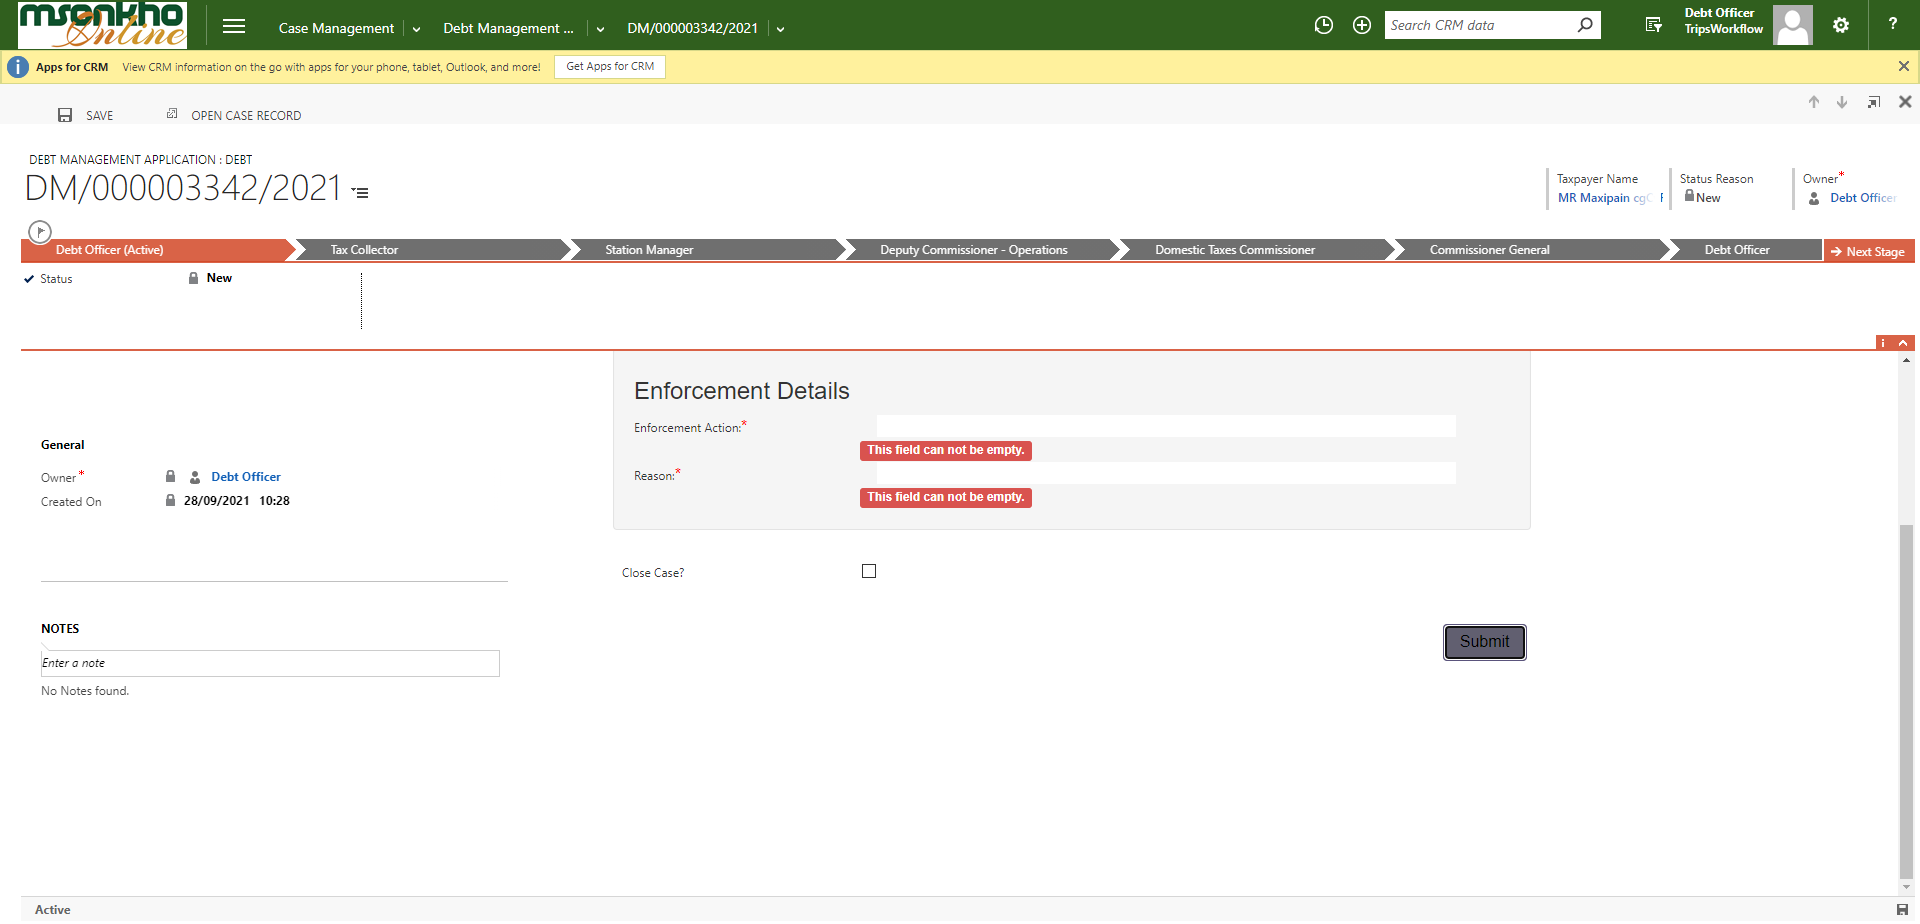 msonkho Online
Case Management
Debt Management ...
DM/000003342/2021
Search CRM data
Debt Officer
TripsWorkflow
?
i
Apps for CRM
View CRM information on the go with apps for your phone, tablet, Outlook, and more!
Get Apps for CRM
SAVE
OPEN CASE RECORD
DEBT MANAGEMENT APPLICATION : DEBT
DM/000003342/2021
Taxpayer Name
MR Maxipain
Status Reason
New
Owner*
Debt Officer
Debt Officer (Active)
Tax Collector
Station Manager
Deputy Commissioner - Operations
Domestic Taxes Commissioner
Commissioner General
Debt Officer
Next Stage
Status
New
i
Enforcement Details
Enforcement Action:*
This field can not be empty.
Reason:*
This field can not be empty.
General
Owner*
Debt Officer
Created On
28/09/2021 10:28
Close Case?
Submit
NOTES
Enter a note
No Notes found.
Active